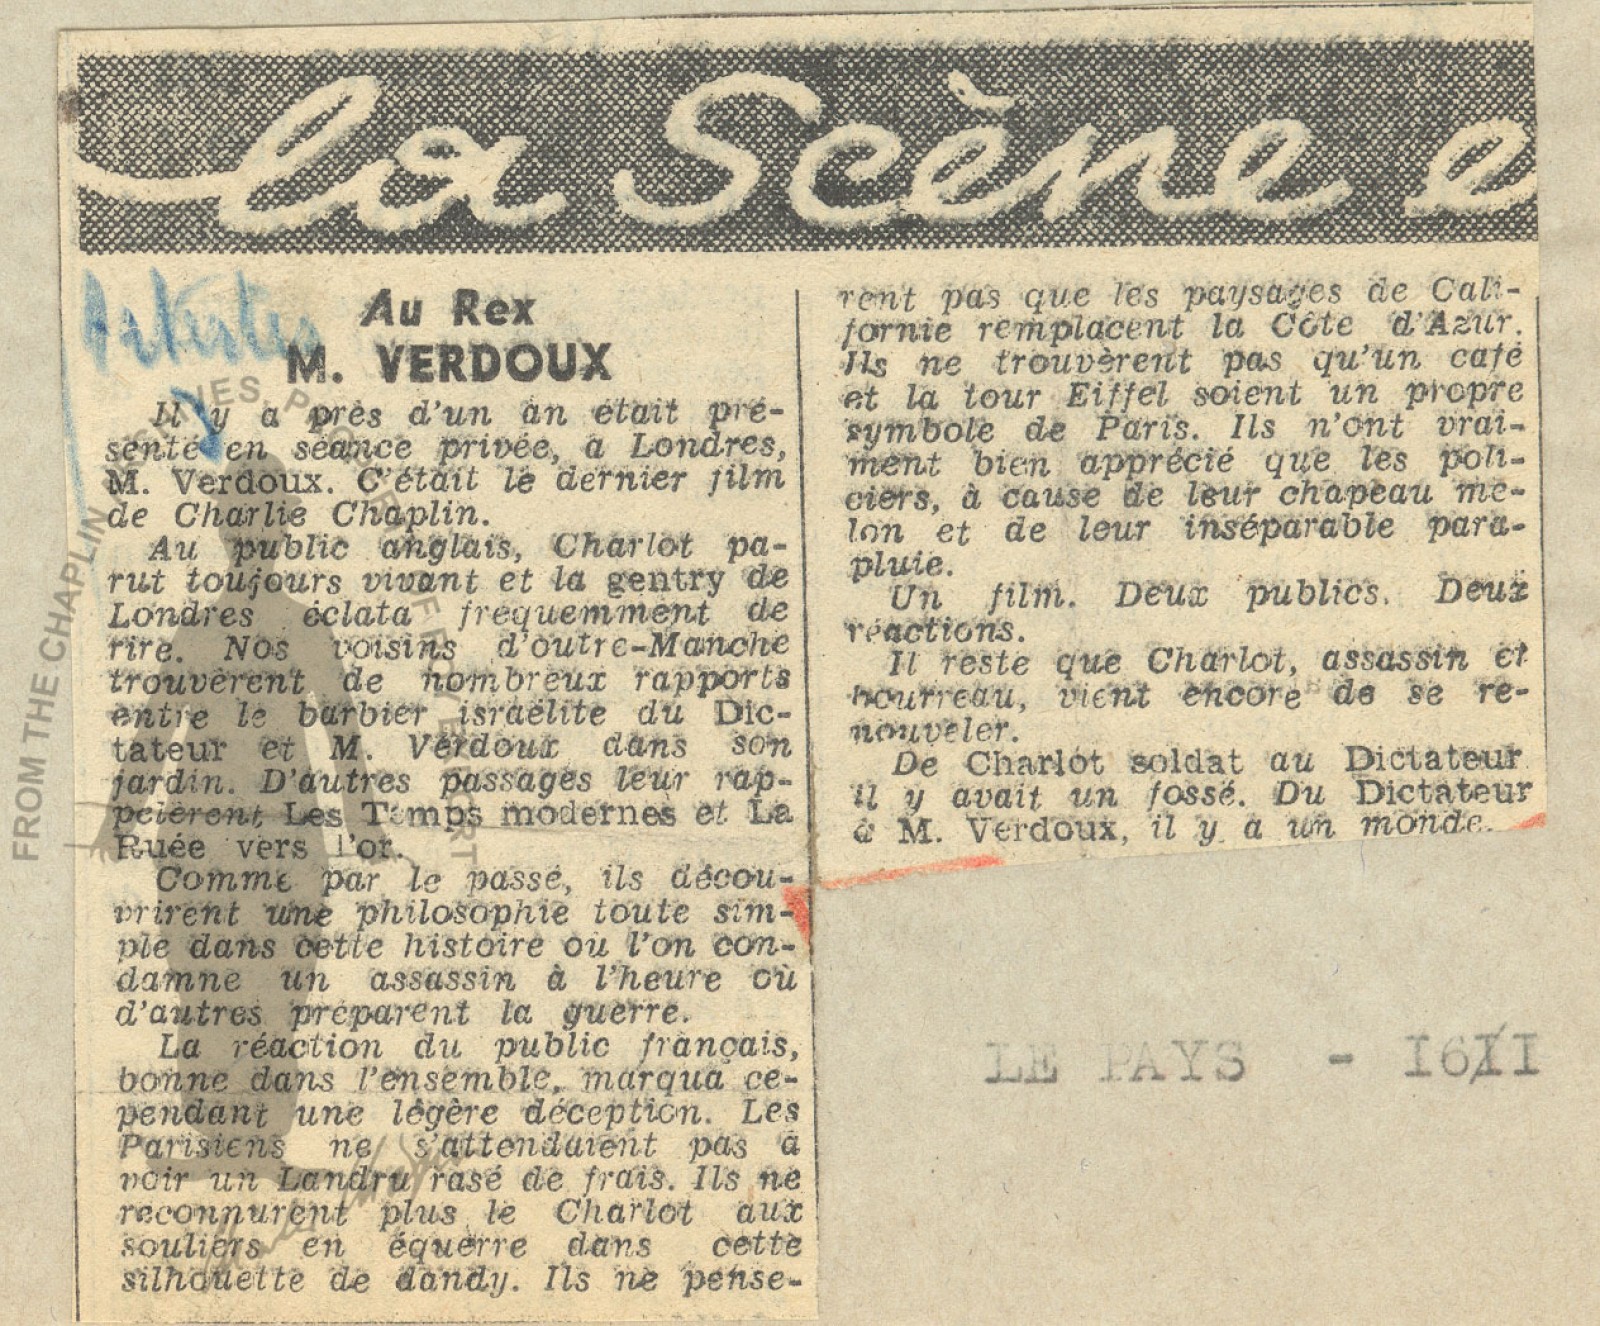 la Scène e
Artistes
Au Rex
M. VERDOUX
Il y a près d'un an était pré-
senté en séance privée, à Londres,
M. Verdoux. C'était le dernier film
de Charlie Chaplin.
Au public anglais, Charlot pa-
rut toujours vivant et la gentry de
Londres éclata fréquemment de
rire. Nos voisins d'outre-Manche
trouvèrent de nombreux rapports
entre le barbier israélite du Dic-
tateur et M. Verdoux dans son
jardin. D'autres passages leur rap-
pelèrent Les Temps modernes et La
Ruée vers l'or.
Comme par le passé, ils décou-
vrirent une philosophie toute sim-
ple dans cette histoire où l'on con-
damne un assassin à l'heure où
d'autres préparent la guerre.
La réaction du public français,
bonne dans l'ensemble, marqua ce-
pendant une légère déception. Les
Parisiens ne s'attendaient pas à
voir un Landru rasé de frais. Ils ne
reconnurent plus le Charlot aux
souliers en équerre dans cette
silhouette de dandy. Ils ne pense-
rent pas que les paysages de Cali-
fornie remplacent la Côte d'Azur.
Ils ne trouvèrent pas qu'un café
et la tour Eiffel soient un propre
symbole de Paris. Ils n'ont vrai-
ment bien apprécié que les poli-
ciers, à cause de leur chapeau me-
lon et de leur inséparable para-
pluie.
Un film. Deux publics. Deux
réactions.
Il reste que Charlot, assassin et
bourreau, vient encore de se re-
nouveler.
De Charlot soldat au Dictateur
il y avait un fossé. Du Dictateur
à M. Verdoux, il y a un monde.
LE PAYS - I6/II
FROM THE CHAPLIN ARCHIVES, PROPERTY OF ROY EXPORT